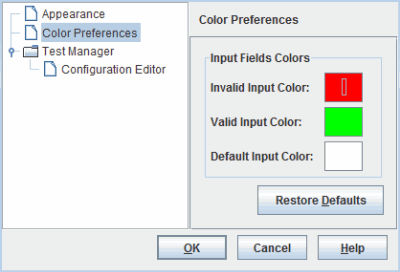 Appearance
Color Preferences
Test Manager
Configuration Editor
Color Preferences
Input Fields Colors
Invalid Input Color:
Valid Input Color:
Default Input Color:
Restore Defaults
OK Cancel Help